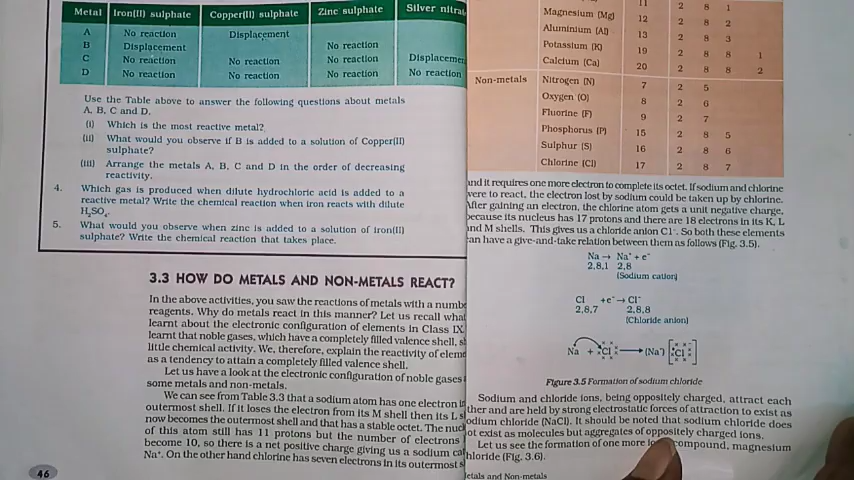 Metal Iron(II) sulphate Copper(II) sulphate Zinc sulphate Silver nitra
A No reaction Displacement
B Displacement No reaction
C No reaction No reaction No reaction Displacemen
D No reaction No reaction No reaction No reaction
Use the Table above to answer the following questions about metals
A, B, C and D.
(i) Which is the most reactive metal?
(ii) What would you observe if B is added to a solution of Copper(II)
sulphate?
(iii) Arrange the metals A, B, C and D in the order of decreasing
reactivity.
4. Which gas is produced when dilute hydrochloric acid is added to a
reactive metal? Write the chemical reaction when iron reacts with dilute
H₂SO₄.
5. What would you observe when zinc is added to a solution of iron(II)
sulphate? Write the chemical reaction that takes place.
3.3 HOW DO METALS AND NON-METALS REACT?
In the above activities, you saw the reactions of metals with a numbe
reagents. Why do metals react in this manner? Let us recall what
learnt about the electronic configuration of elements in Class IX
learnt that noble gases, which have a completely filled valence shell, s
little chemical activity. We, therefore, explain the reactivity of eleme
as a tendency to attain a completely filled valence shell.
Let us have a look at the electronic configuration of noble gases
some metals and non-metals.
We can see from Table 3.3 that a sodium atom has one electron in
outermost shell. If it loses the electron from its M shell then its L s
now becomes the outermost shell and that has a stable octet. The nucl
of this atom still has 11 protons but the number of electrons
become 10, so there is a net positive charge giving us a sodium cat
Na⁺. On the other hand chlorine has seven electrons in its outermost s
46
11 2 8 1
Magnesium (Mg) 12 2 8 2
Aluminium (Al) 13 2 8 3
Potassium (K) 19 2 8 8 1
Calcium (Ca) 20 2 8 8 2
Non-metals Nitrogen (N) 7 2 5
Oxygen (O) 8 2 6
Fluorine (F) 9 2 7
Phosphorus (P) 15 2 8 5
Sulphur (S) 16 2 8 6
Chlorine (Cl) 17 2 8 7
and it requires one more electron to complete its octet. If sodium and chlorine
were to react, the electron lost by sodium could be taken up by chlorine.
After gaining an electron, the chlorine atom gets a unit negative charge,
because its nucleus has 17 protons and there are 18 electrons in its K, L
and M shells. This gives us a chloride anion Cl⁻. So both these elements
can have a give-and-take relation between them as follows (Fig. 3.5).
Na → Na⁺ + e⁻
2,8,1 2,8
(Sodium cation)
Cl +e⁻ → Cl⁻
2,8,7 2,8,8
(Chloride anion)
Na + Cl → (Na⁺) [Cl⁻]
Figure 3.5 Formation of sodium chloride
Sodium and chloride ions, being oppositely charged, attract each
ther and are held by strong electrostatic forces of attraction to exist as
odium chloride (NaCl). It should be noted that sodium chloride does
ot exist as molecules but aggregates of oppositely charged ions.
Let us see the formation of one more compound, magnesium
hloride (Fig. 3.6).
etals and Non-metals